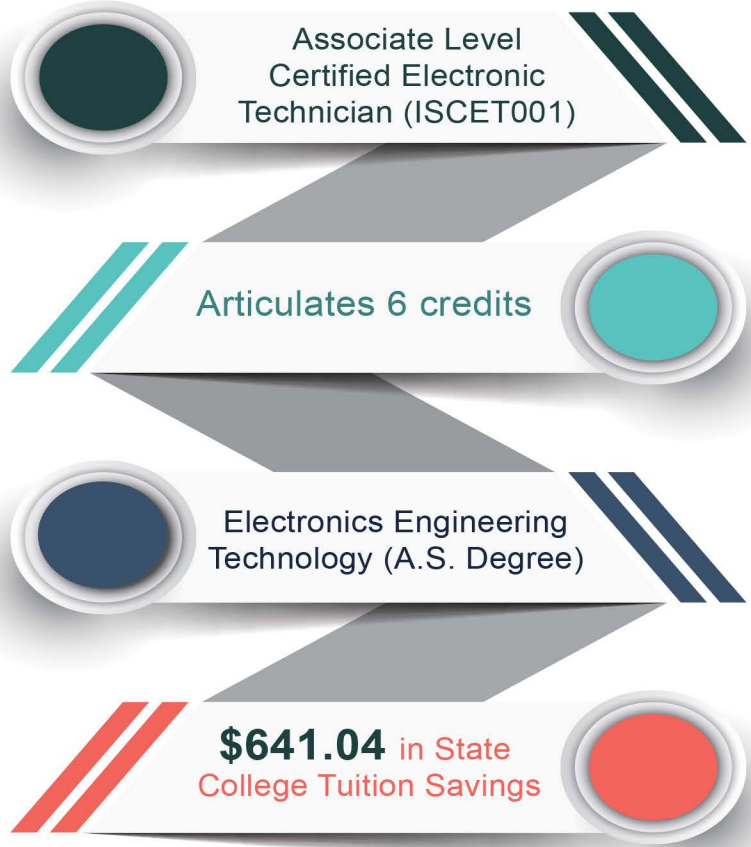 Associate Level
Certified Electronic
Technician (ISCET001)
Articulates 6 credits
Electronics Engineering
Technology (A.S. Degree)
$641.04 in State
College Tuition Savings